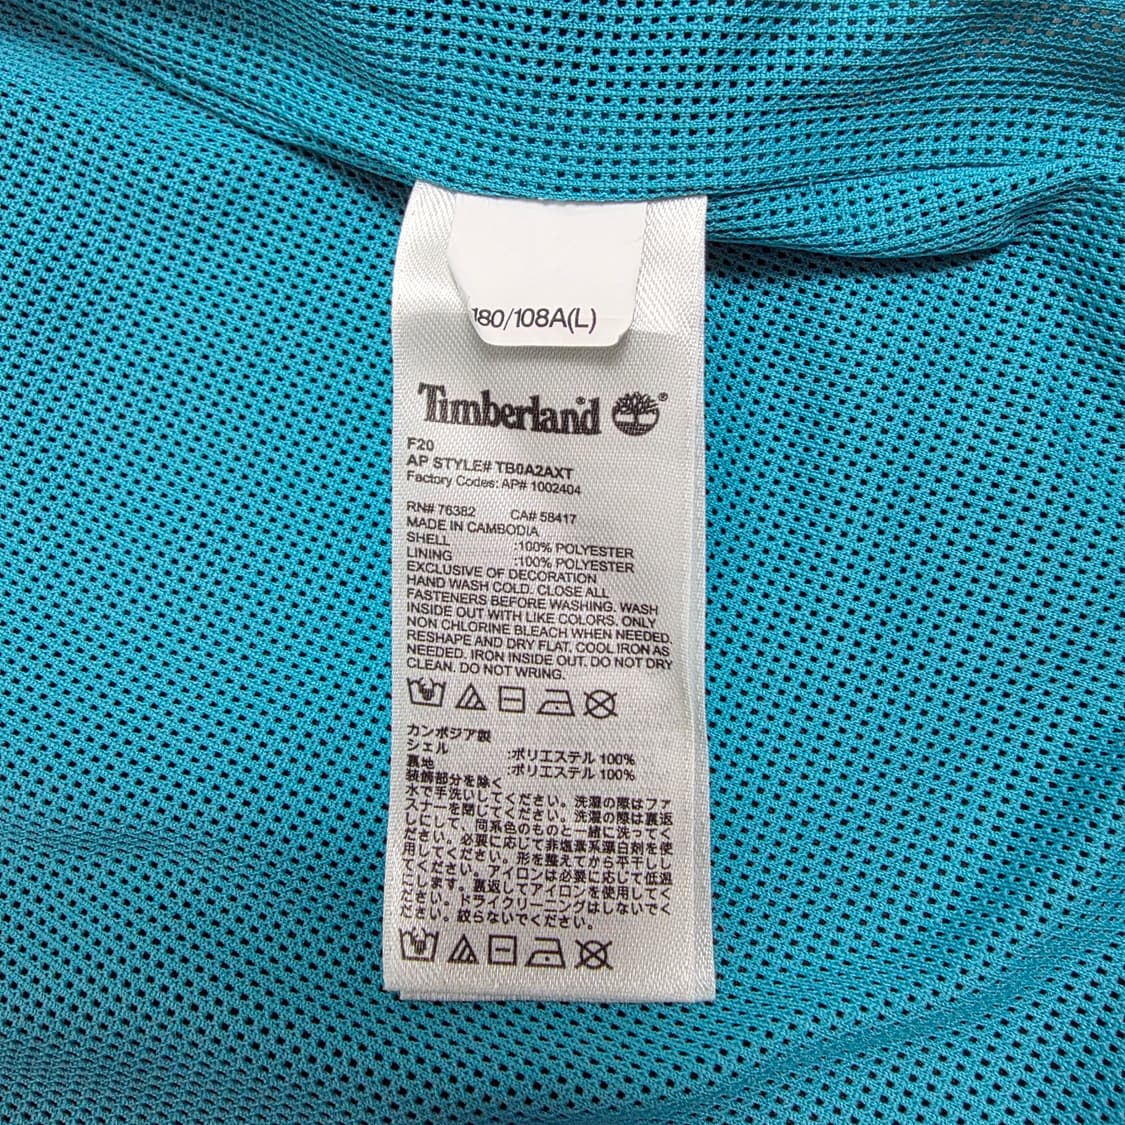 180/108A(L)
Timberland ®
F20
AP STYLE# TB0A2AXT
Factory Codes: AP# 1002404
RN# 76382 CA# 58417
MADE IN CAMBODIA
SHELL :100% POLYESTER
LINING :100% POLYESTER
EXCLUSIVE OF DECORATION
HAND WASH COLD. CLOSE ALL
FASTENERS BEFORE WASHING. WASH
INSIDE OUT WITH LIKE COLORS. ONLY
NON CHLORINE BLEACH WHEN NEEDED.
RESHAPE AND DRY FLAT. COOL IRON AS
NEEDED. IRON INSIDE OUT. DO NOT DRY
CLEAN. DO NOT WRING.
カンボジア製
シェル :ポリエステル 100%
裏地 :ポリエステル 100%
装飾部分を除く
水で手洗いしてください。洗濯の際はファ
スナーを閉じてください。洗濯の際は裏返
しにして、同系色のものと一緒に洗ってく
ださい。必要に応じて非塩素系漂白剤を使
用してください。形を整えてから平干しし
てください。アイロンは必要に応じて低温
でします。裏返してアイロンを使用してく
ださい。ドライクリーニングはしないでく
ださい。絞らないでください。